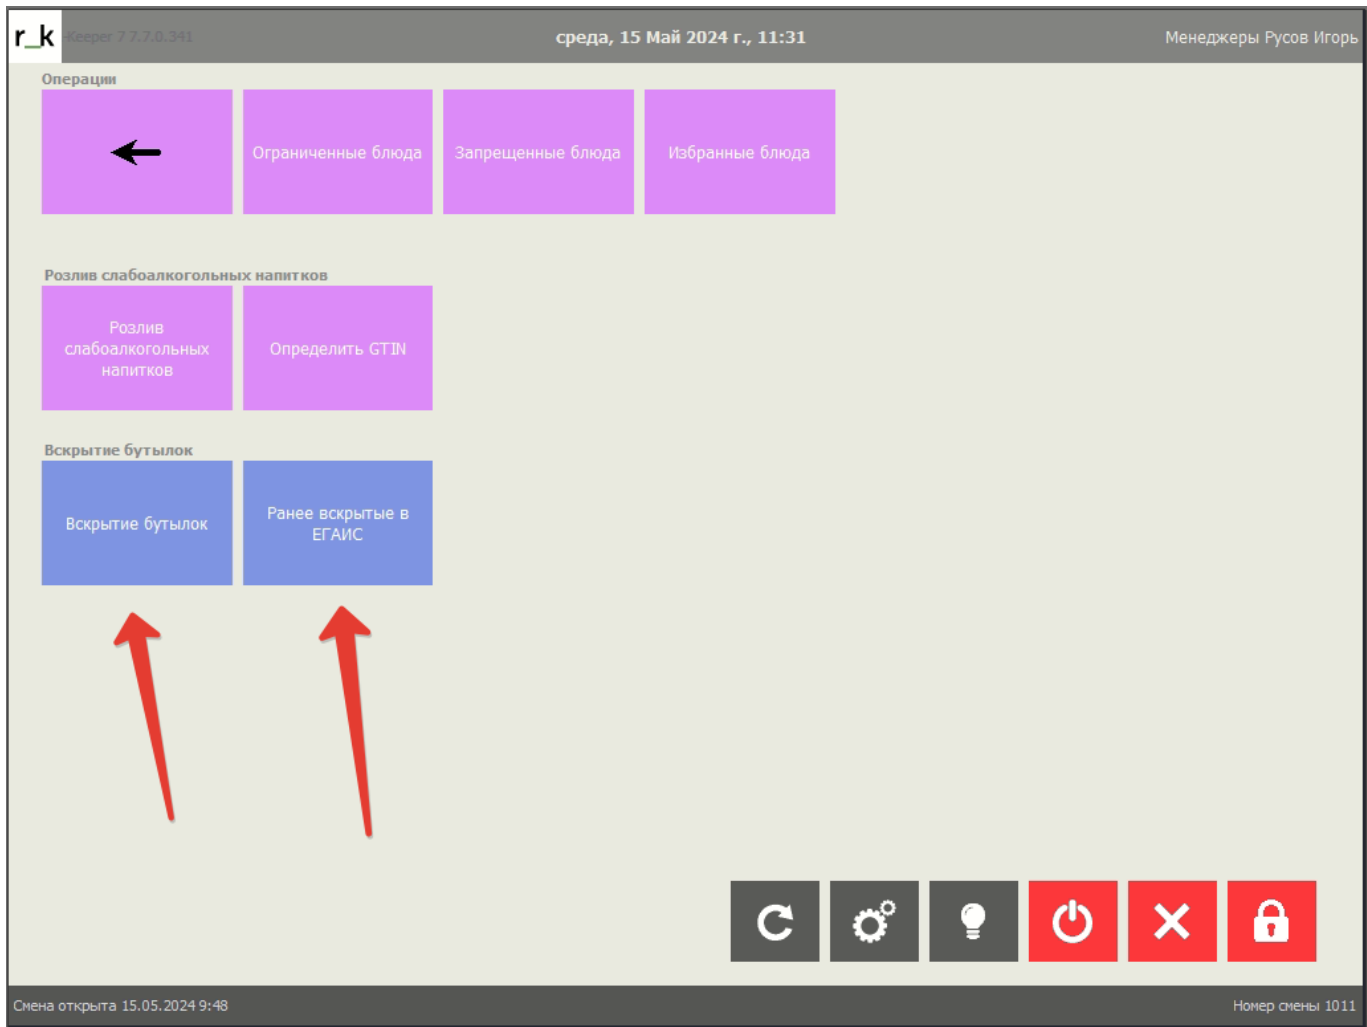 r_k
-Keeper 7 7.7.0.341
среда, 15 Май 2024 г., 11:31
Менеджеры Русов Игорь
Операции
Ограниченные блюда
Запрещенные блюда
Избранные блюда
Розлив слабоалкогольных напитков
Розлив
слабоалкогольных
напитков
Определить GTIN
Вскрытие бутылок
Вскрытие бутылок
Ранее вскрытые в
ЕГАИС
Смена открыта 15.05.2024 9:48
Номер смены 1011